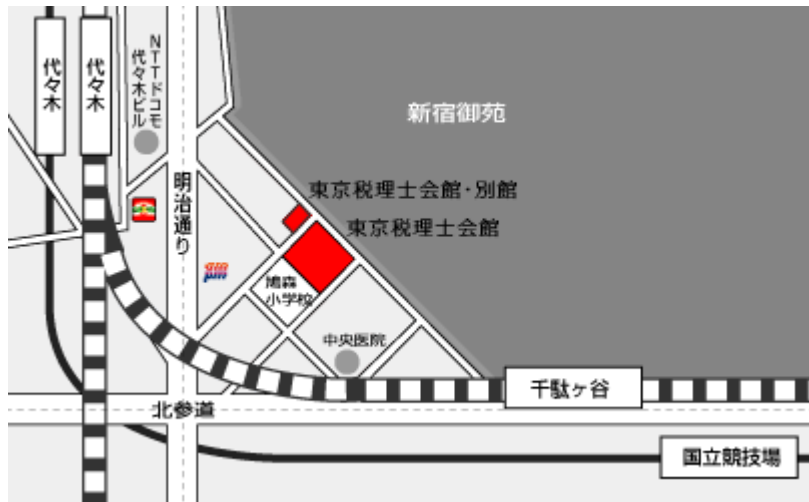 代々木
代々木
NTTドコモ
代々木ビル
新宿御苑
明治通り
東京税理士会館・別館
東京税理士会館
am
pm
鳩森
小学校
中央医院
千駄ヶ谷
北参道
国立競技場